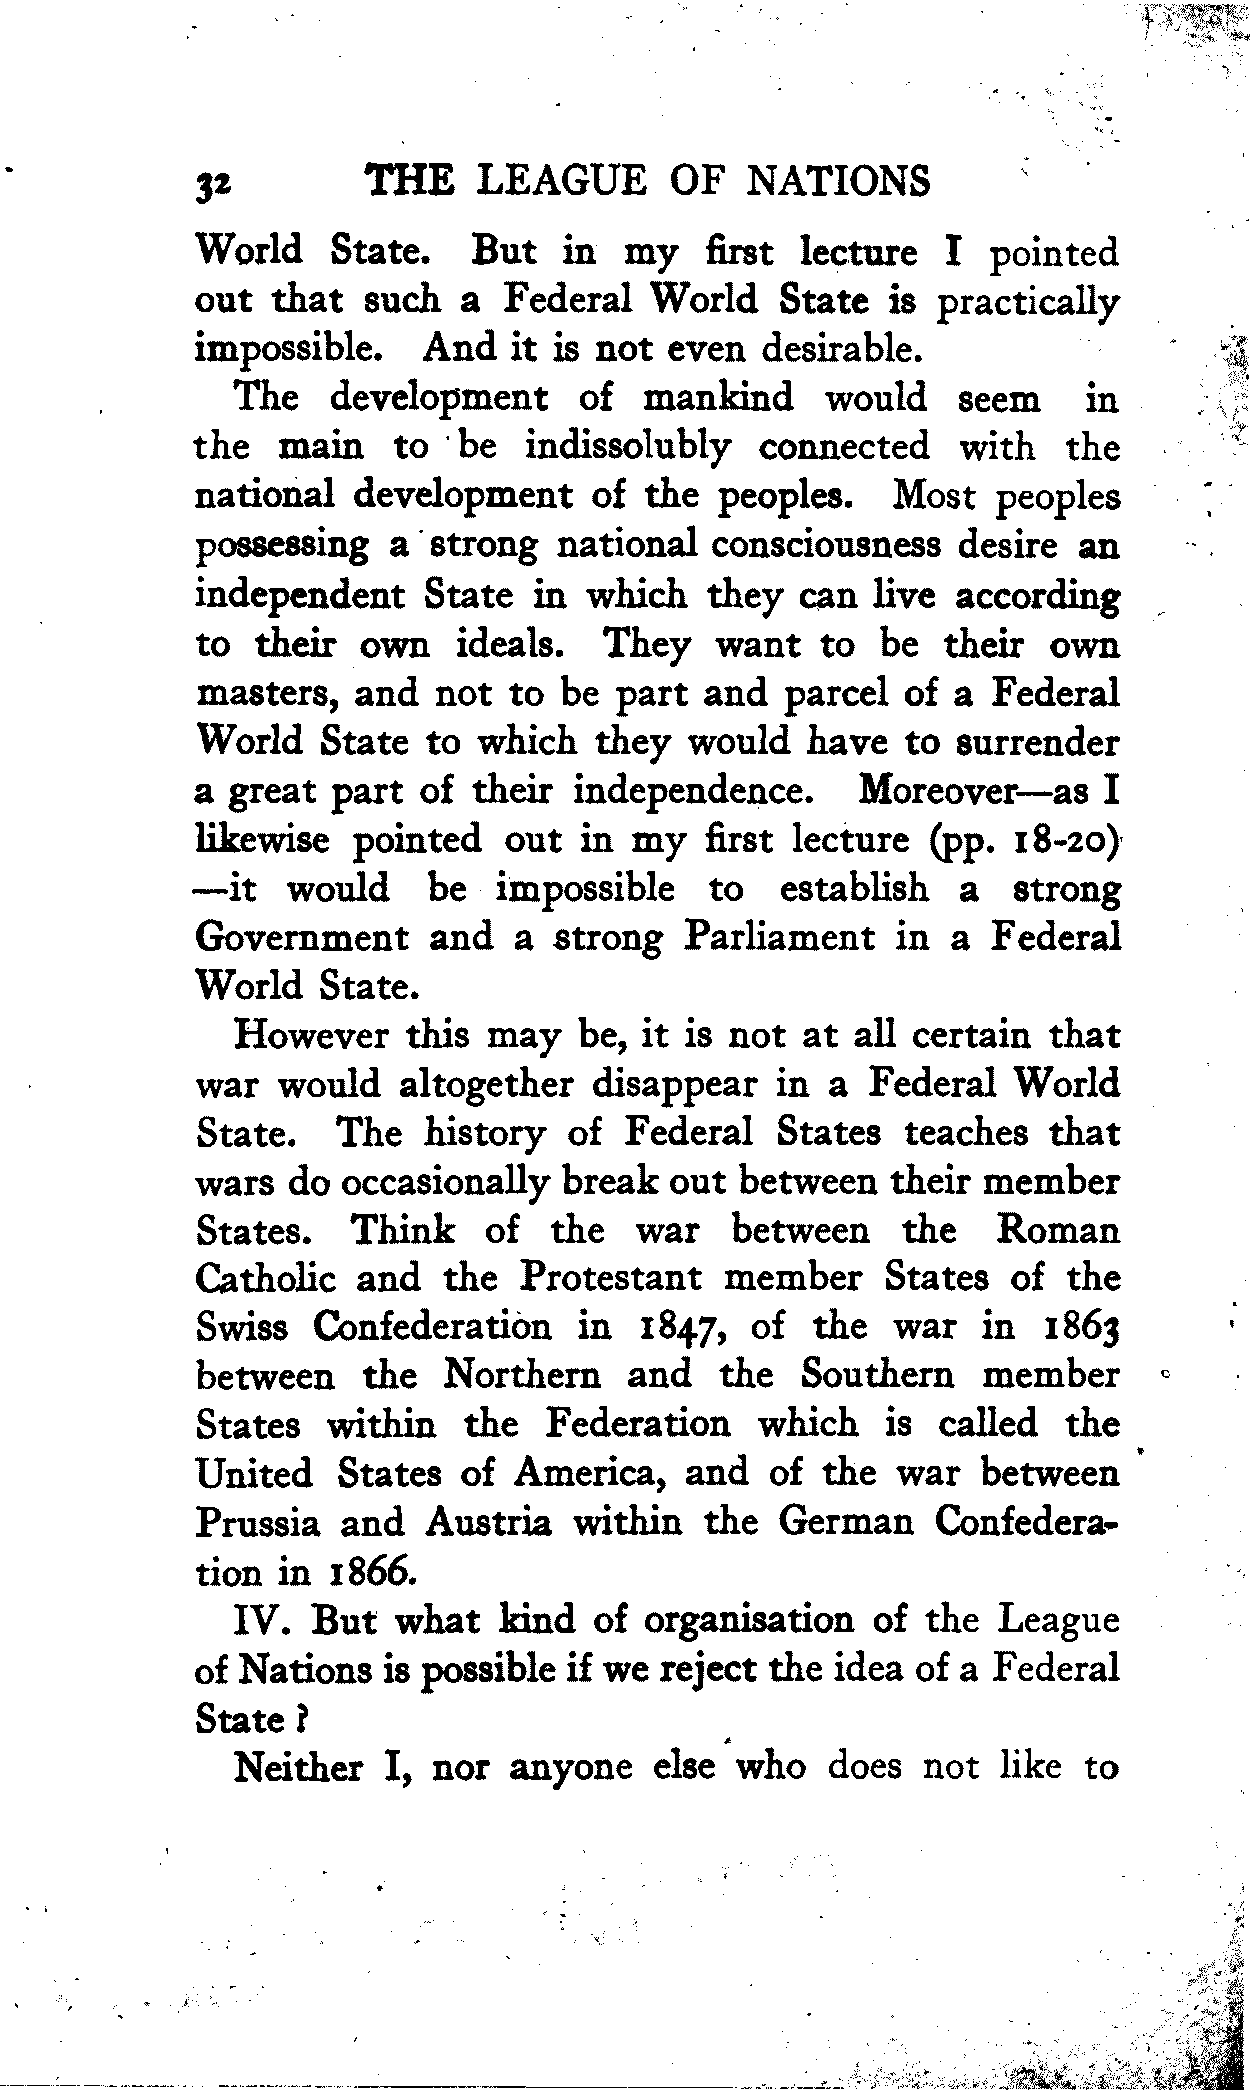 32 THE LEAGUE OF NATIONS
World State. But in my first lecture I pointed
out that such a Federal World State is practically
impossible. And it is not even desirable.
The development of mankind would seem in
the main to be indissolubly connected with the
national development of the peoples. Most peoples
possessing a strong national consciousness desire an
independent State in which they can live according
to their own ideals. They want to be their own
masters, and not to be part and parcel of a Federal
World State to which they would have to surrender
a great part of their independence. Moreover—as I
likewise pointed out in my first lecture (pp. 18-20)
—it would be impossible to establish a strong
Government and a strong Parliament in a Federal
World State.
However this may be, it is not at all certain that
war would altogether disappear in a Federal World
State. The history of Federal States teaches that
wars do occasionally break out between their member
States. Think of the war between the Roman
Catholic and the Protestant member States of the
Swiss Confederation in 1847, of the war in 1863
between the Northern and the Southern member
States within the Federation which is called the
United States of America, and of the war between
Prussia and Austria within the German Confedera-
tion in 1866.
IV. But what kind of organisation of the League
of Nations is possible if we reject the idea of a Federal
State ?
Neither I, nor anyone else who does not like to